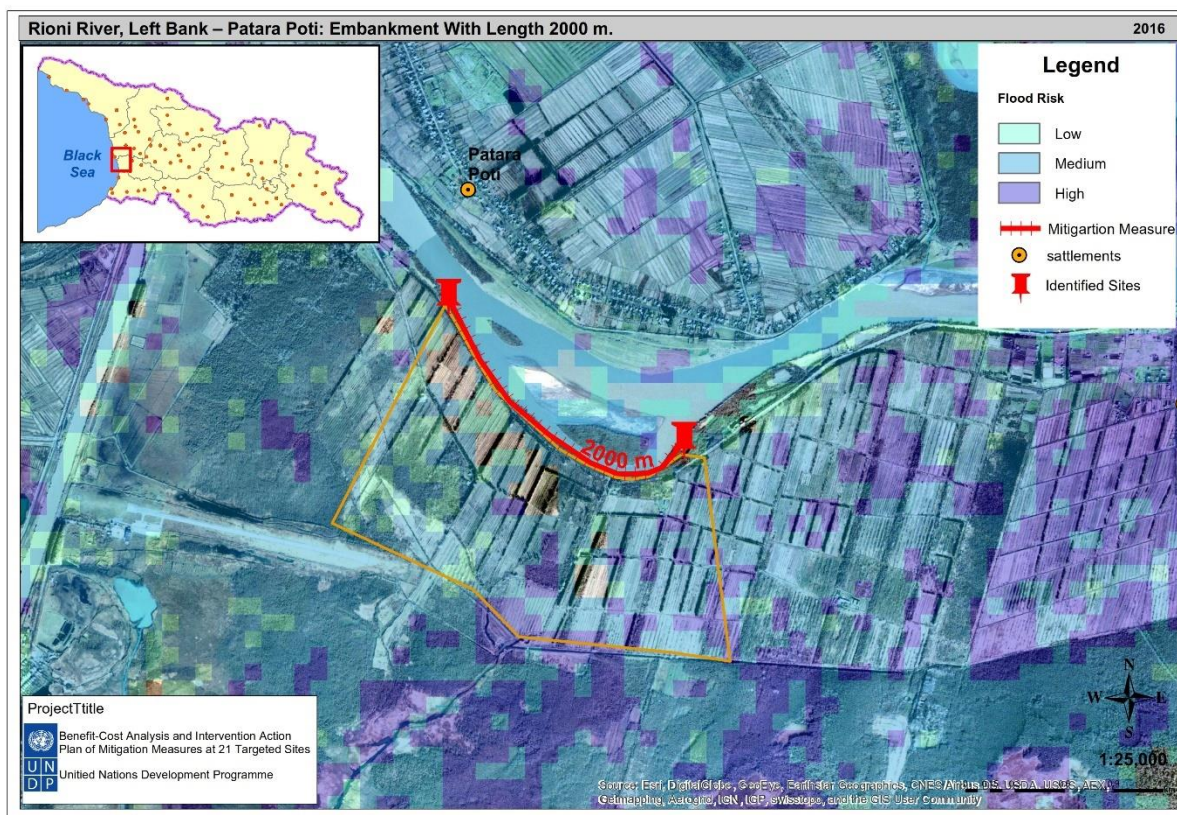 Rioni River, Left Bank – Patara Poti: Embankment With Length 2000 m.
2016
Black
Sea
Patara
Poti
2000 m
Legend
Flood Risk
Low
Medium
High
Mitigartion Measure
sattlements
Identified Sites
ProjectTtitle
Benefit-Cost Analysis and Intervention Action
Plan of Mitigation Measures at 21 Targeted Sites
UN
DP
Unitied Nations Development Programme
N
W
E
S
1:25,000
Source: Esri, DigitalGlobe, GeoEye, Earthstar Geographics, CNES/Airbus DS, USDA, USGS, AEX,
Getmapping, Aerogrid, IGN, IGP, swisstopo, and the GIS User Community